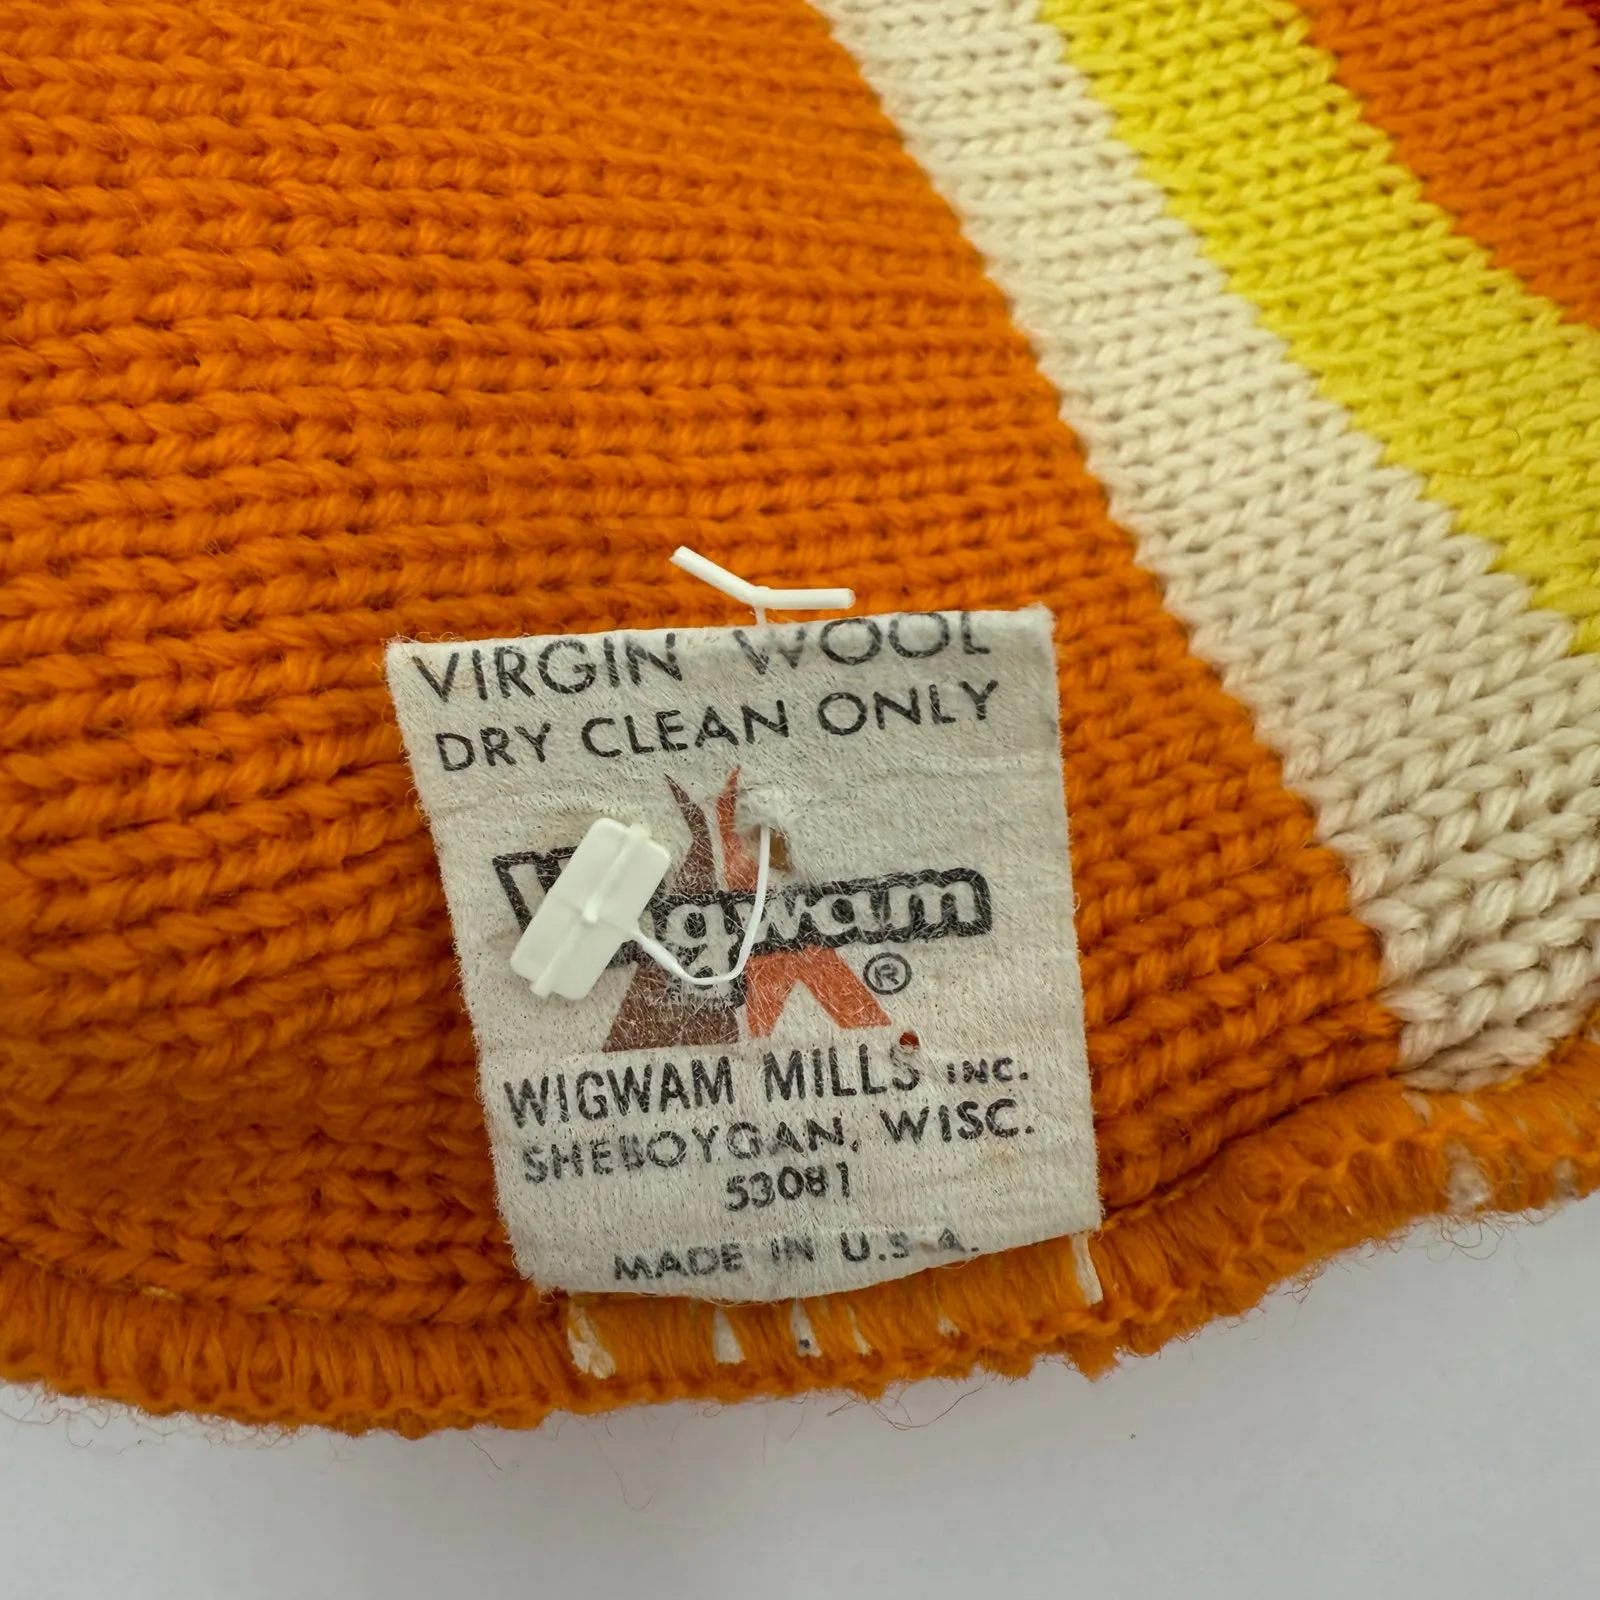 VIRGIN WOOL
DRY CLEAN ONLY
Wigwam ®
WIGWAM MILLS INC.
SHEBOYGAN, WISC.
53081
MADE IN U.S.A.